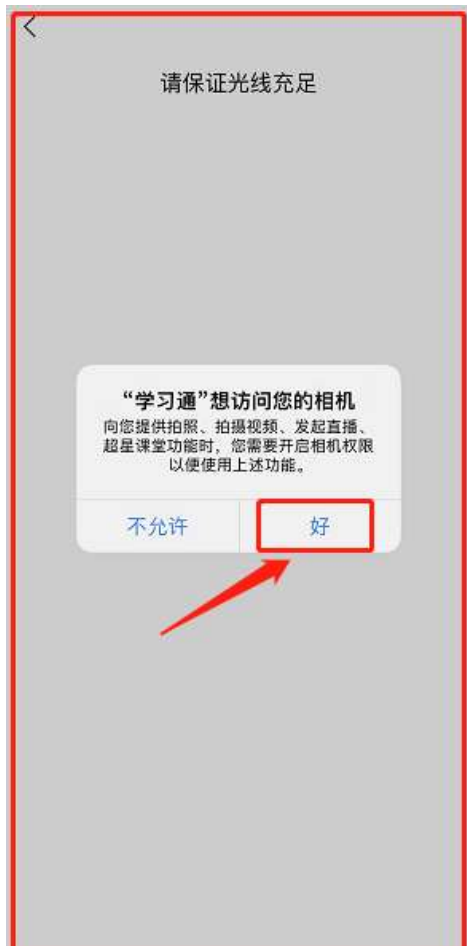 请保证光线充足
“学习通”想访问您的相机
向您提供拍照、拍摄视频、发起直播、
超星课堂功能时，您需要开启相机权限
以便使用上述功能。
不允许
好